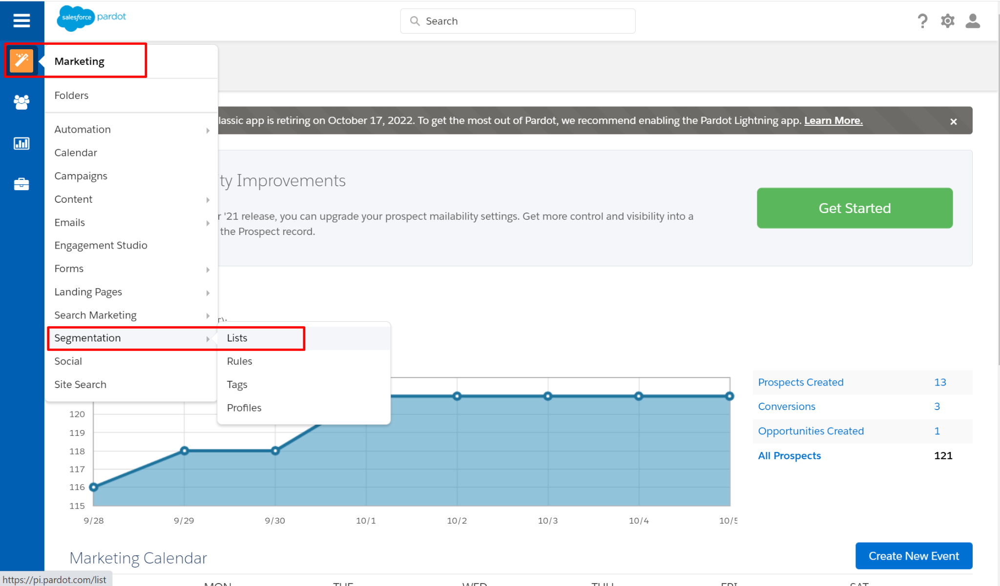 salesforce pardot
Search
Marketing
Folders
Automation
Calendar
Campaigns
Content
Emails
Engagement Studio
Forms
Landing Pages
Search Marketing
Segmentation
Social
Site Search
Lists
Rules
Tags
Profiles
lassic app is retiring on October 17, 2022. To get the most out of Pardot, we recommend enabling the Pardot Lightning app. Learn More.
ty Improvements
r '21 release, you can upgrade your prospect mailability settings. Get more control and visibility into a
the Prospect record.
Get Started
120
119
118
117
116
115
9/28 9/29 9/30 10/1 10/2 10/3 10/4 10/5
Prospects Created 13
Conversions 3
Opportunities Created 1
All Prospects 121
Marketing Calendar
Create New Event
MON TUE WED THU FRI SAT
https://pi.pardot.com/list